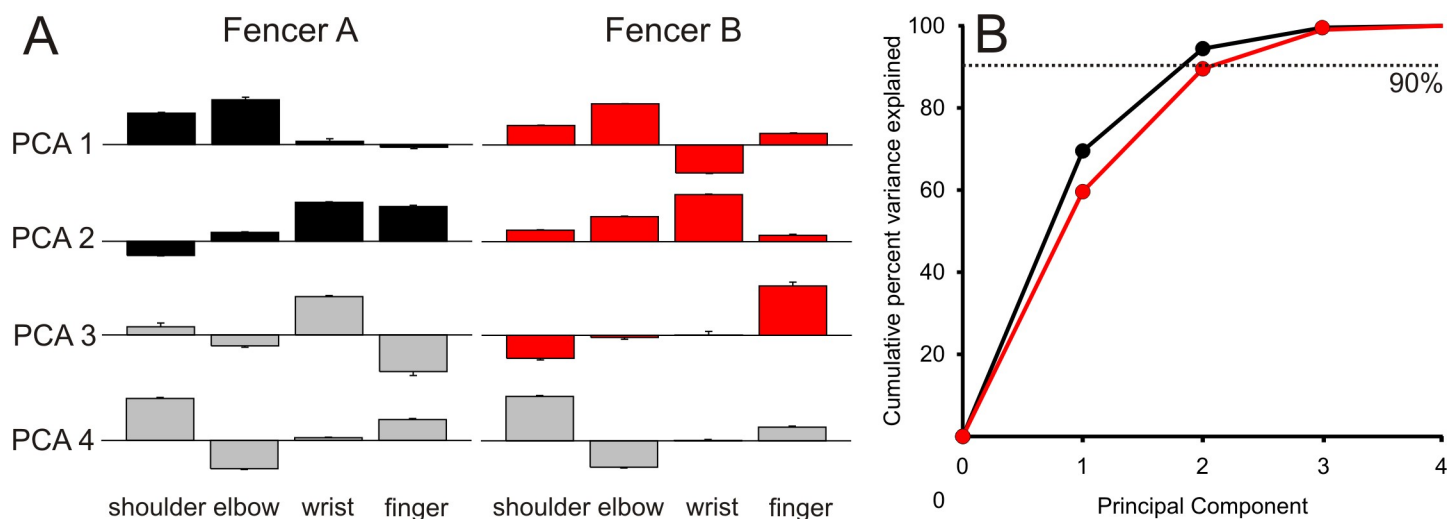 A
Fencer A
Fencer B
PCA 1
PCA 2
PCA 3
PCA 4
shoulder elbow wrist finger
shoulder elbow wrist finger
B
Cumulative percent variance explained
100
80
60
40
20
0
90%
0 1 2 3 4
Principal Component